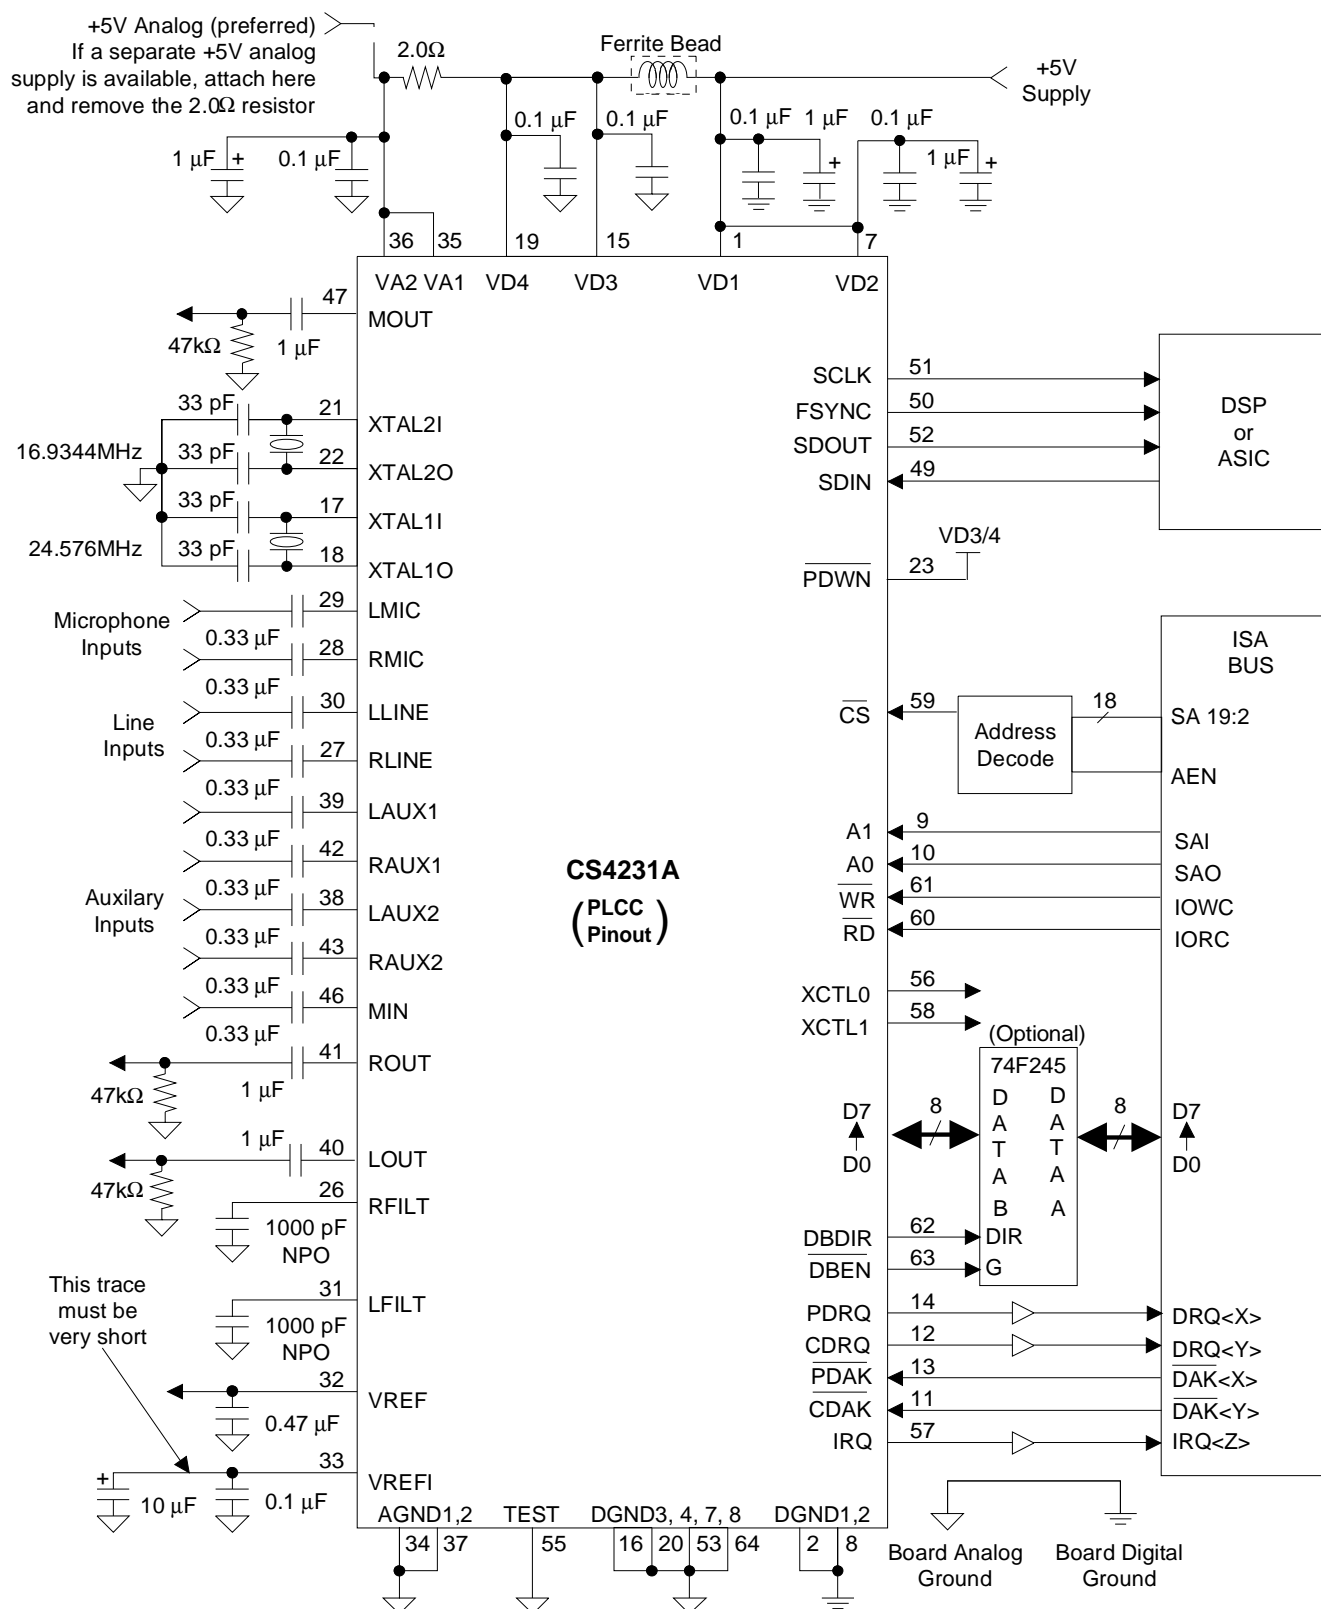 +5V Analog (preferred)
If a separate +5V analog
supply is available, attach here
and remove the 2.0Ω resistor
2.0Ω
Ferrite Bead
+5V
Supply
1 µF
+
0.1 µF
0.1 µF
0.1 µF
0.1 µF
1 µF
+
0.1 µF
1 µF
+
36
35
19
15
1
7
VA2
VA1
VD4
VD3
VD1
VD2
47
MOUT
47kΩ
1 µF
33 pF
21
XTAL2I
16.9344MHz
33 pF
22
XTAL2O
33 pF
17
XTAL1I
24.576MHz
33 pF
18
XTAL1O
Microphone
Inputs
29
LMIC
0.33 µF
28
RMIC
0.33 µF
Line
Inputs
30
LLINE
0.33 µF
27
RLINE
0.33 µF
39
LAUX1
0.33 µF
42
RAUX1
0.33 µF
Auxilary
Inputs
38
LAUX2
0.33 µF
43
RAUX2
0.33 µF
46
MIN
0.33 µF
41
ROUT
47kΩ
1 µF
1 µF
40
LOUT
47kΩ
26
RFILT
1000 pF
NPO
31
LFILT
1000 pF
NPO
This trace
must be
very short
32
VREF
0.47 µF
33
VREFI
+
10 µF
0.1 µF
CS4231A
(PLCC
Pinout)
SCLK
51
FSYNC
50
SDOUT
52
SDIN
49
DSP
or
ASIC
PDWN
23
VD3/4
ISA
BUS
CS
59
Address
Decode
18
SA 19:2
AEN
A1
9
SAI
A0
10
SAO
WR
61
IOWC
RD
60
IORC
XCTL0
56
XCTL1
58
(Optional)
74F245
D
A
T
A
B
D
A
T
A
A
D7
D0
8
8
D7
D0
DBDIR
62
DIR
DBEN
63
G
PDRQ
14
DRQ<X>
CDRQ
12
DRQ<Y>
PDAK
13
DAK<X>
CDAK
11
DAK<Y>
IRQ
57
IRQ<Z>
AGND1,2
TEST
DGND3, 4, 7, 8
DGND1,2
34
37
55
16
20
53
64
2
8
Board Analog
Ground
Board Digital
Ground